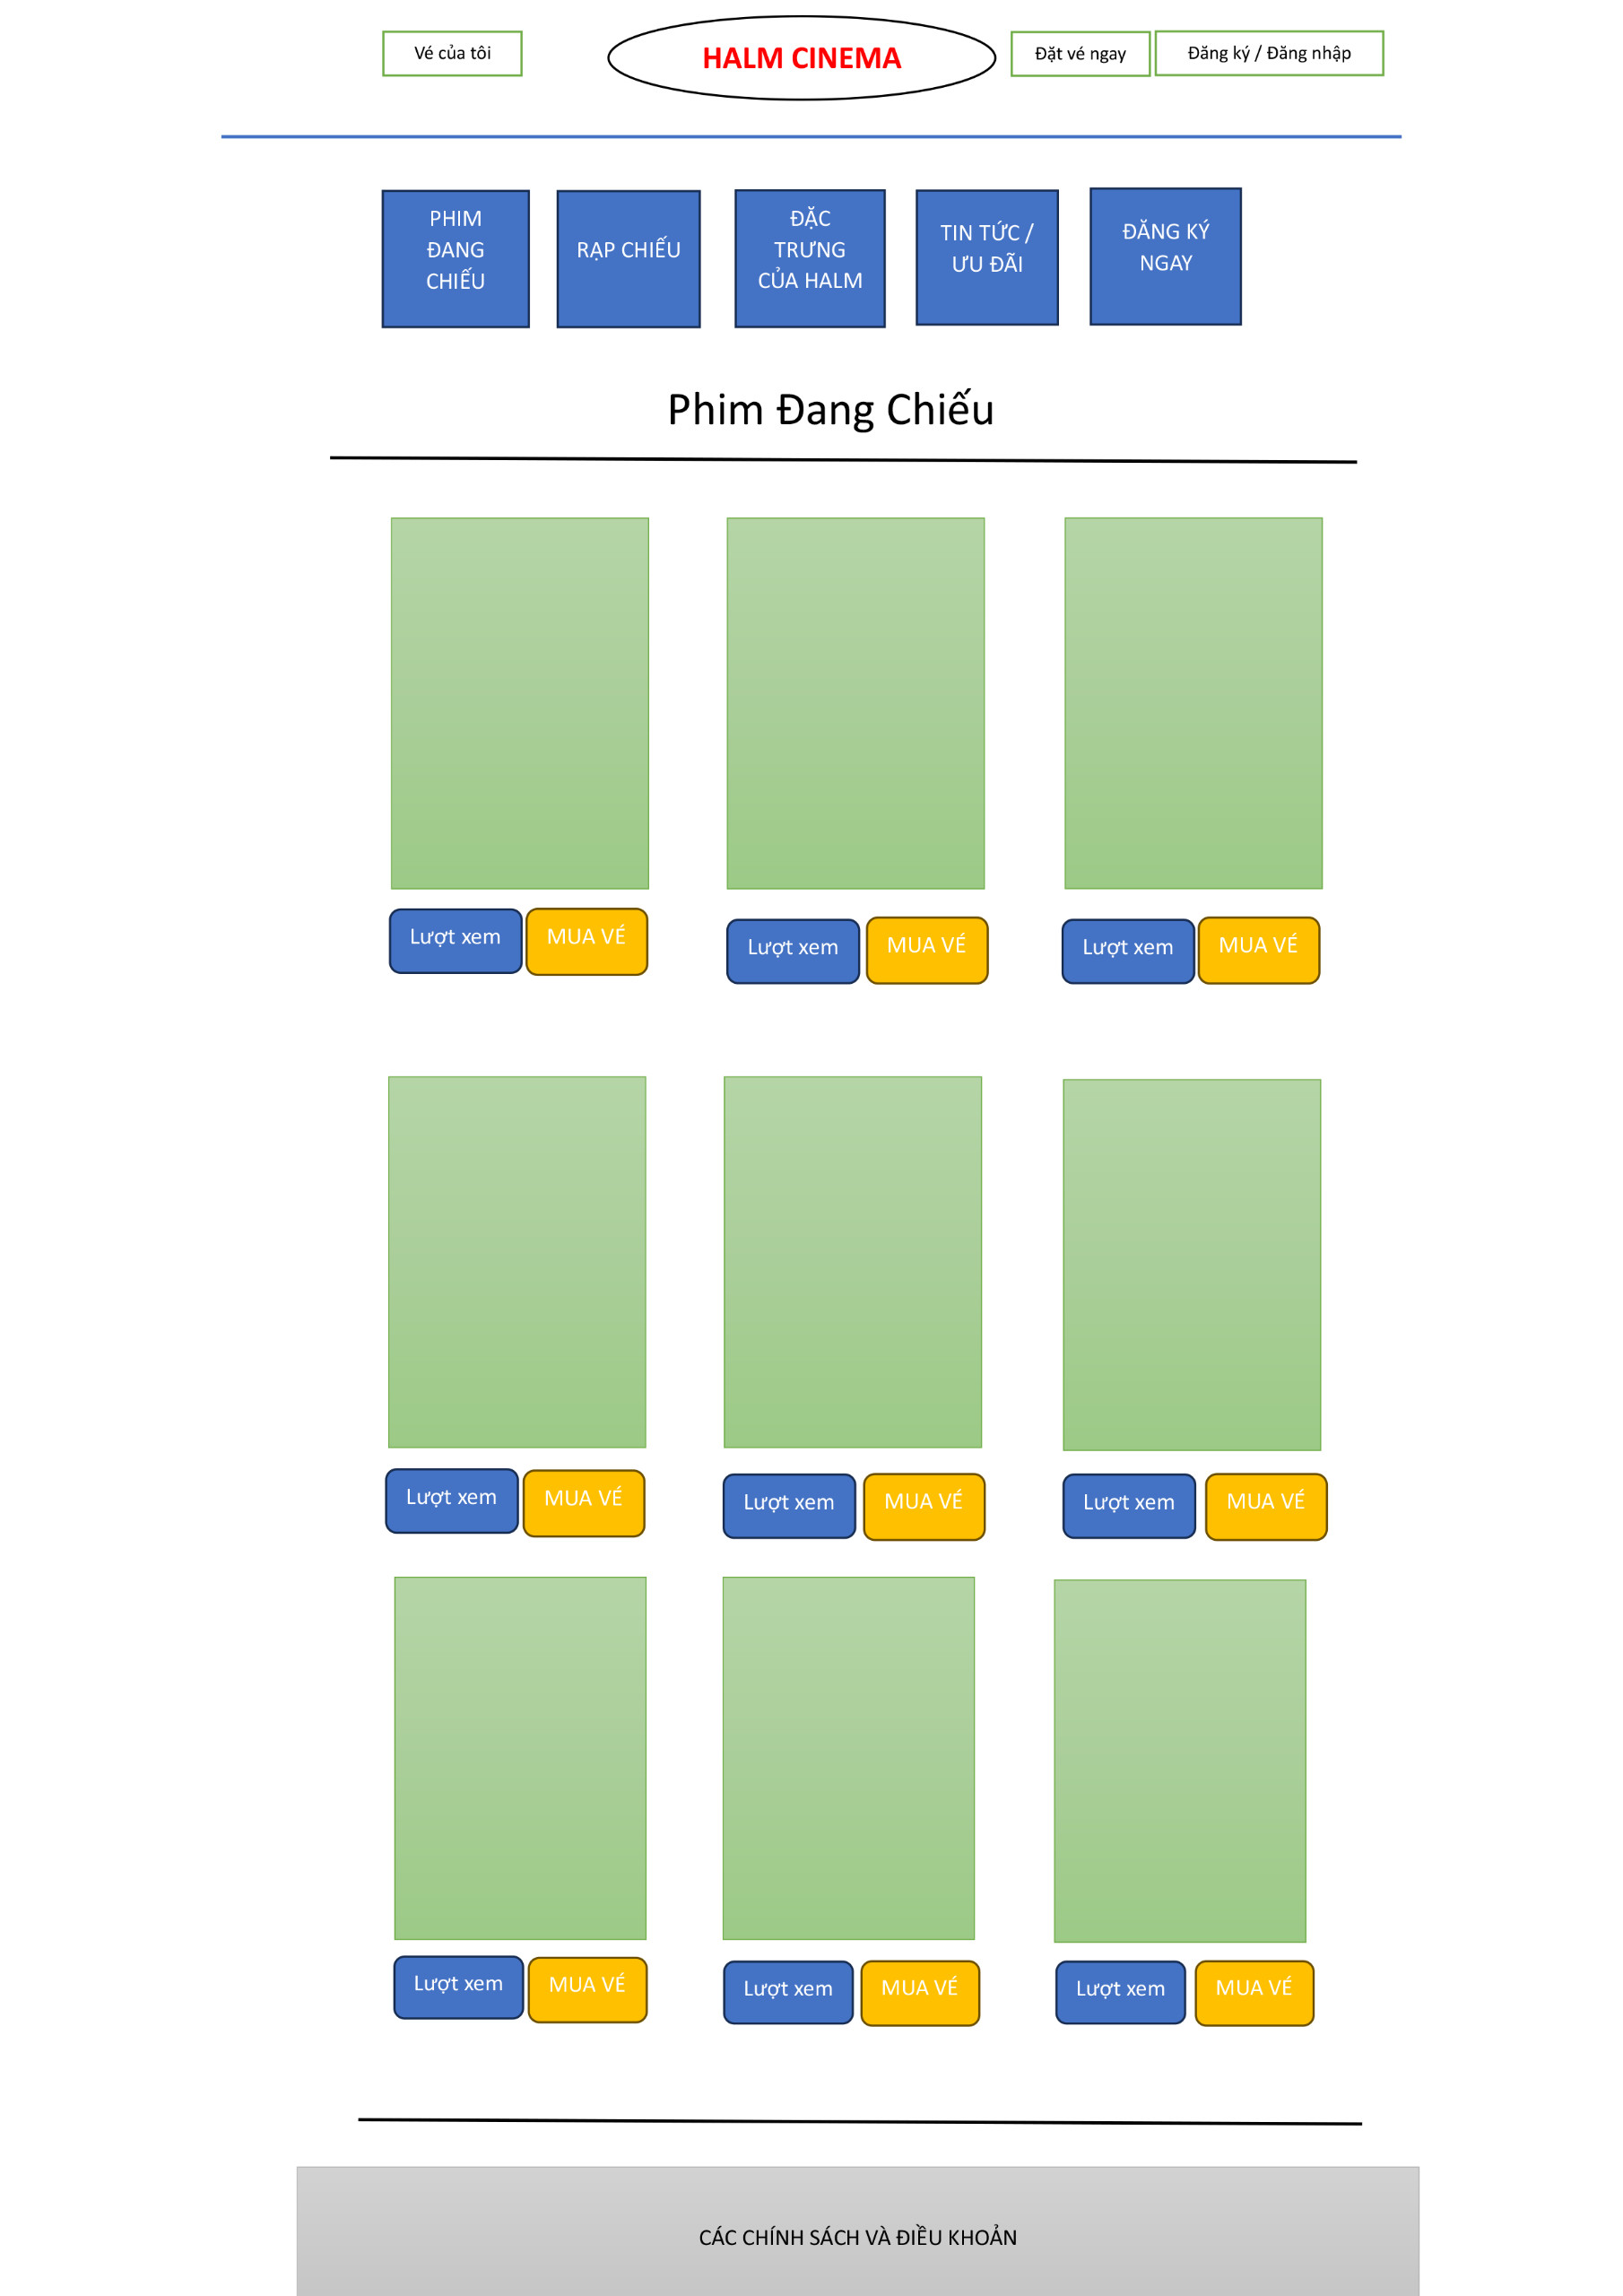 Vé của tôi
HALM CINEMA
Đặt vé ngay
Đăng ký / Đăng nhập
PHIM
ĐANG
CHIẾU
RẠP CHIẾU
ĐẶC
TRƯNG
CỦA HALM
TIN TỨC /
ƯU ĐÃI
ĐĂNG KÝ
NGAY
Phim Đang Chiếu
Lượt xem
MUA VÉ
Lượt xem
MUA VÉ
Lượt xem
MUA VÉ
Lượt xem
MUA VÉ
Lượt xem
MUA VÉ
Lượt xem
MUA VÉ
Lượt xem
MUA VÉ
Lượt xem
MUA VÉ
Lượt xem
MUA VÉ
CÁC CHÍNH SÁCH VÀ ĐIỀU KHOẢN